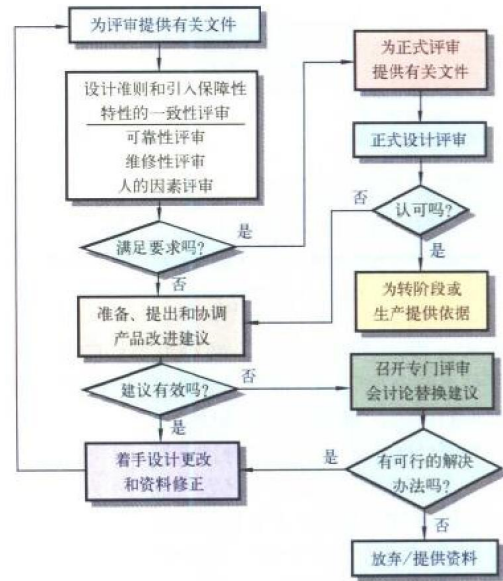 为评审提供有关文件
设计准则和引入保障性
特性的一致性评审
可靠性评审
维修性评审
人的因素评审
满足要求吗?
是
否
准备、提出和协调
产品改进建议
建议有效吗?
否
是
着手设计更改
和资料修正
为正式评审
提供有关文件
正式设计评审
否
认可吗?
是
为转阶段或
生产提供依据
召开专门评审
会讨论替换建议
是
有可行的解决
办法吗?
否
放弃/提供资料